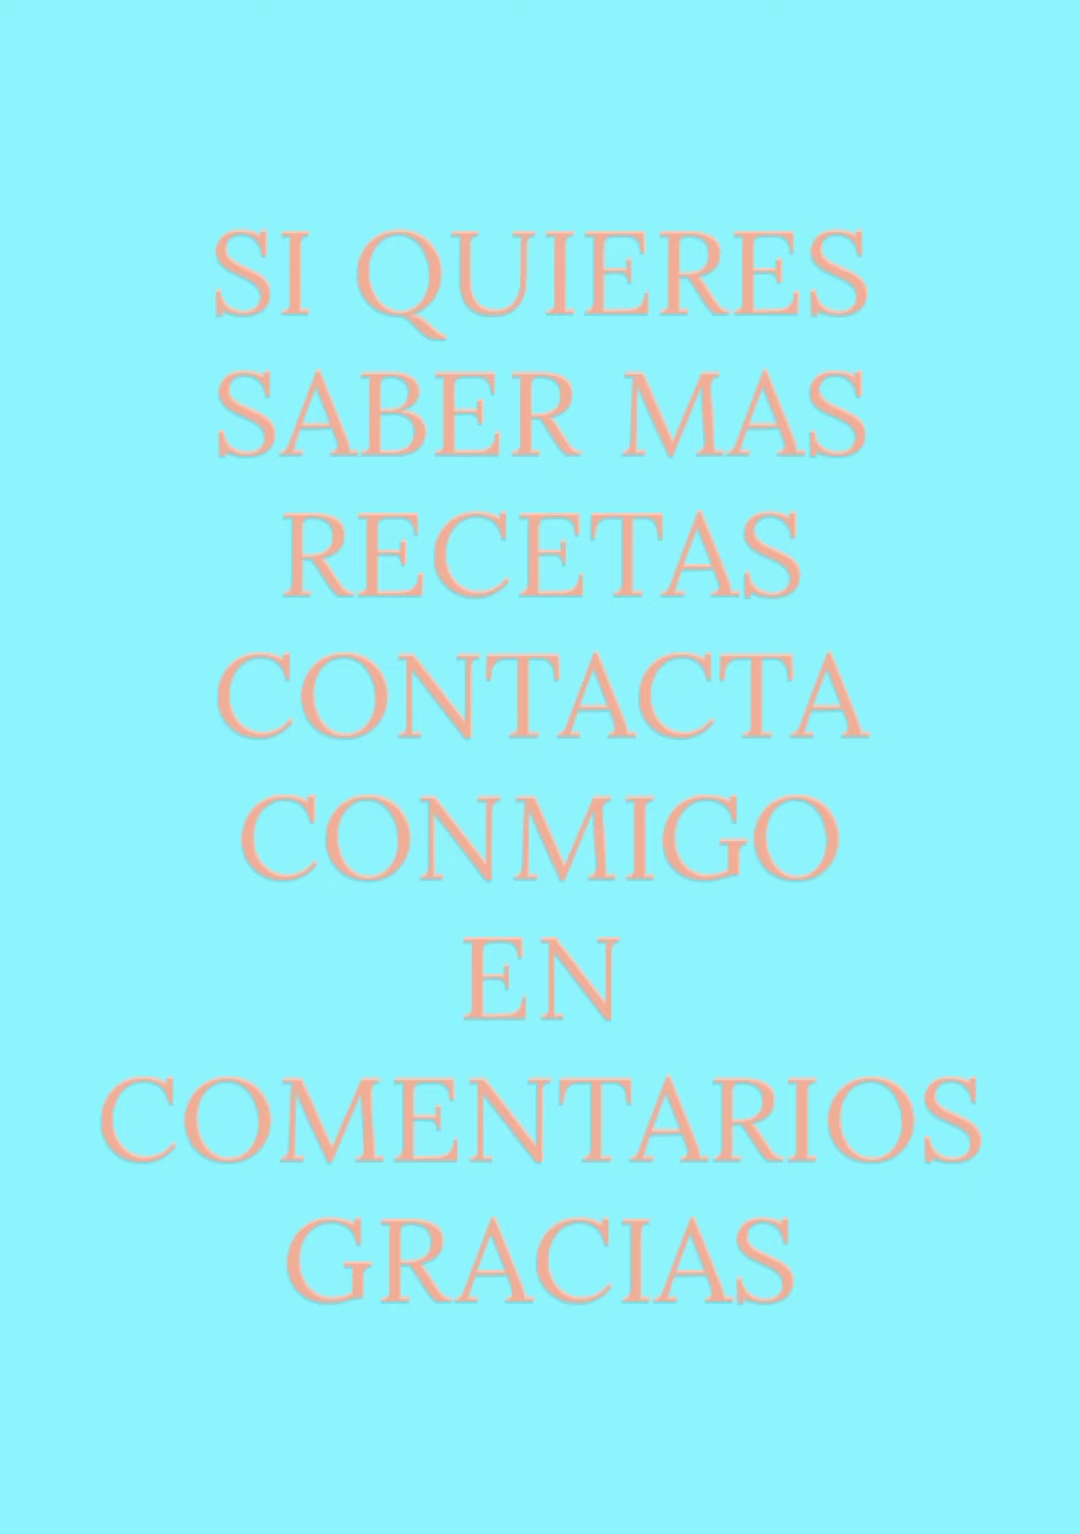 SI QUIERES
SABER MAS
RECETAS
CONTACTA
CONMIGO
EN
COMENTARIOS
GRACIAS